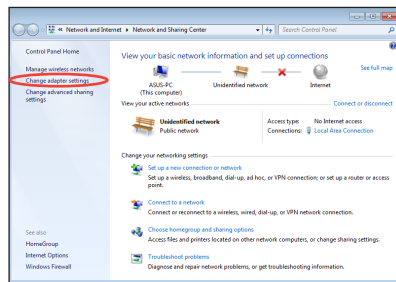 Network and Internet ▸ Network and Sharing Center
Search Control Panel
Control Panel Home
Manage wireless networks
Change adapter settings
Change advanced sharing
settings
View your basic network information and set up connections
See full map
ASUS-PC
(This computer)
Unidentified network
Internet
View your active networks
Connect or disconnect
Unidentified network
Public network
Access type: No Internet access
Connections: Local Area Connection
Change your networking settings
Set up a new connection or network
Set up a wireless, broadband, dial-up, ad hoc, or VPN connection; or set up a router or access
point.
Connect to a network
Connect or reconnect to a wireless, wired, dial-up, or VPN network connection.
Choose homegroup and sharing options
Access files and printers located on other network computers, or change sharing settings.
Troubleshoot problems
Diagnose and repair network problems, or get troubleshooting information.
See also
HomeGroup
Internet Options
Windows Firewall